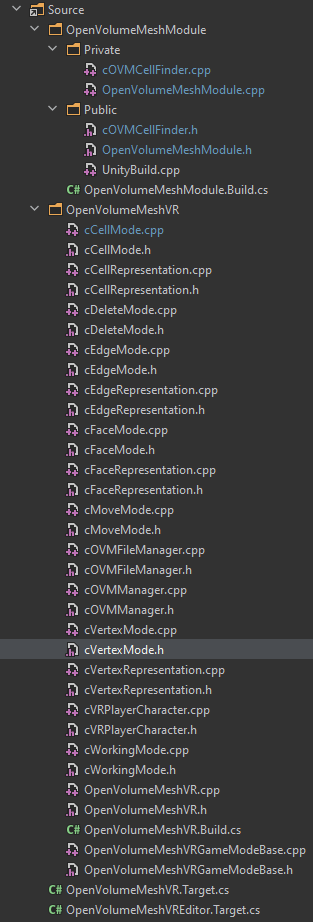 Source
OpenVolumeMeshModule
Private
cOVMCellFinder.cpp
OpenVolumeMeshModule.cpp
Public
cOVMCellFinder.h
OpenVolumeMeshModule.h
UnityBuild.cpp
C# OpenVolumeMeshModule.Build.cs
OpenVolumeMeshVR
cCellMode.cpp
cCellMode.h
cCellRepresentation.cpp
cCellRepresentation.h
cDeleteMode.cpp
cDeleteMode.h
cEdgeMode.cpp
cEdgeMode.h
cEdgeRepresentation.cpp
cEdgeRepresentation.h
cFaceMode.cpp
cFaceMode.h
cFaceRepresentation.cpp
cFaceRepresentation.h
cMoveMode.cpp
cMoveMode.h
cOVMFileManager.cpp
cOVMFileManager.h
cOVMManager.cpp
cOVMManager.h
cVertexMode.cpp
cVertexMode.h
cVertexRepresentation.cpp
cVertexRepresentation.h
cVRPlayerCharacter.cpp
cVRPlayerCharacter.h
cWorkingMode.cpp
cWorkingMode.h
OpenVolumeMeshVR.cpp
OpenVolumeMeshVR.h
C# OpenVolumeMeshVR.Build.cs
OpenVolumeMeshVRGameModeBase.cpp
OpenVolumeMeshVRGameModeBase.h
C# OpenVolumeMeshVR.Target.cs
C# OpenVolumeMeshVREditor.Target.cs